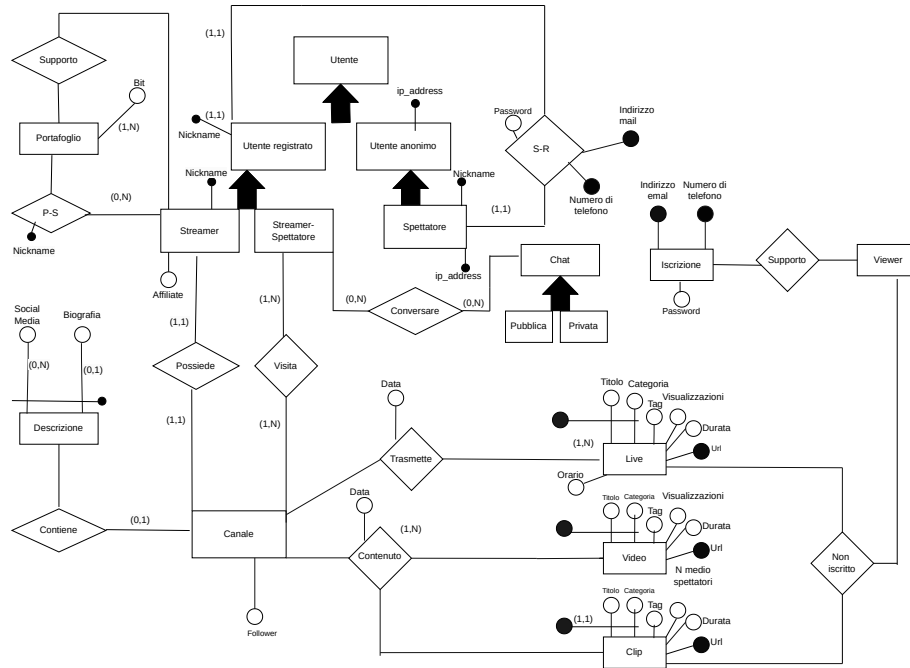 (1,1)
Utente
Supporto
Bit
ip_address
Indirizzo
mail
(1,1)
Password
(1,N)
Nickname
Portafoglio
Utente registrato
Utente anonimo
S-R
Nickname
Nickname
Indirizzo
emal
Numero di
telefono
(0,N)
Numero di
telefono
P-S
(1,1)
Streamer
Streamer-
Spettatore
Spettatore
Nickname
Chat
Iscrizione
Supporto
Viewer
ip_address
Affiliate
(1,N)
(0,N)
(0,N)
Password
Social
Media
Biografia
Conversare
(1,1)
Pubblica
Privata
(0,N)
(0,1)
Possiede
Visita
Data
Titolo
Categoria
Visualizzazioni
Tag
(1,1)
(1,N)
Descrizione
Durata
(1,N)
Url
Trasmette
Live
Orario
Data
Titolo
Categoria
Visualizzazioni
Tag
Contiene
(0,1)
Canale
(1,N)
Durata
Contenuto
Video
Url
Non
iscritto
N medio
spettatori
Titolo
Categoria
Tag
(1,1)
Durata
Follower
Url
Clip